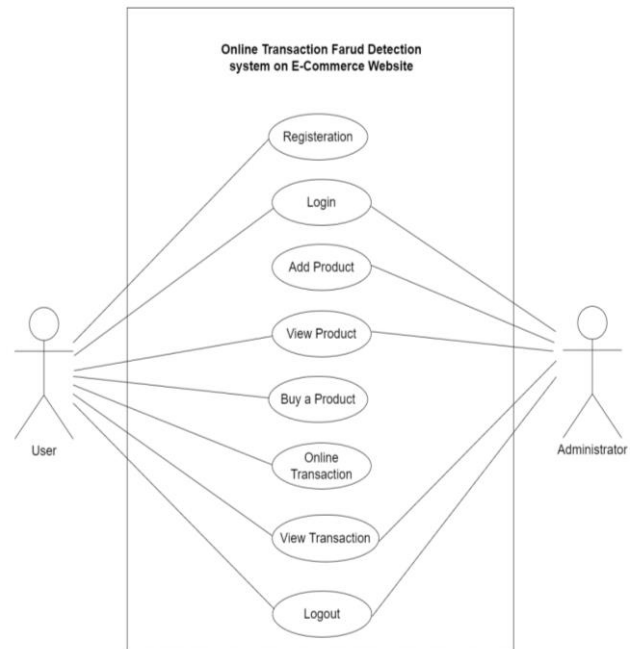 Online Transaction Farud Detection
system on E-Commerce Website
Registeration
Login
Add Product
View Product
Buy a Product
Online
Transaction
View Transaction
Logout
User
Administrator